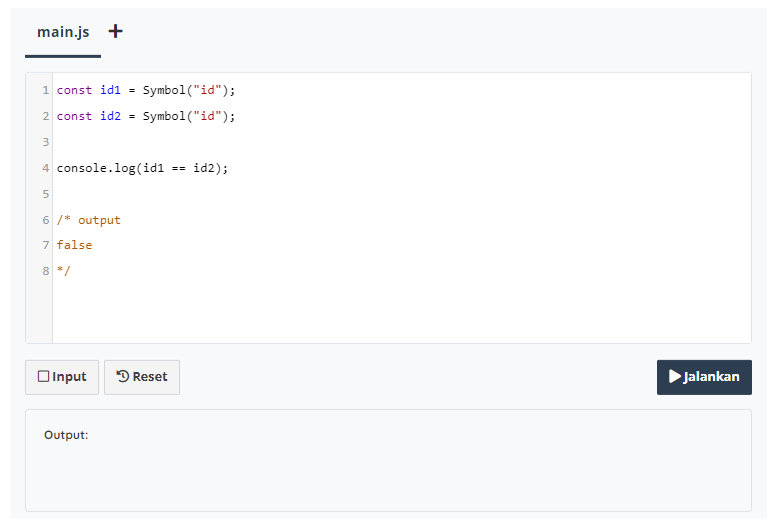 main.js +
1 const id1 = Symbol("id");
2 const id2 = Symbol("id");
3
4 console.log(id1 == id2);
5
6 /* output
7 false
8 */
Input Reset Jalankan
Output: